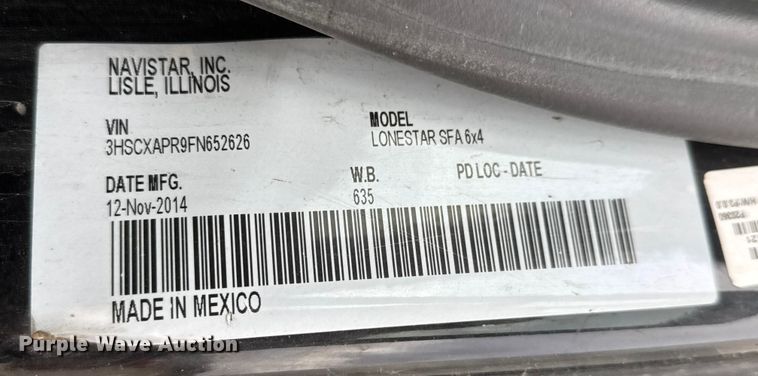 NAVISTAR, INC.
LISLE, ILLINOIS
VIN
3HSCXAPR9FN652626
MODEL
LONESTAR SFA 6x4
DATE MFG.
12-Nov-2014
W.B.
635
PD LOC - DATE
MADE IN MEXICO
Purple Wave Auction